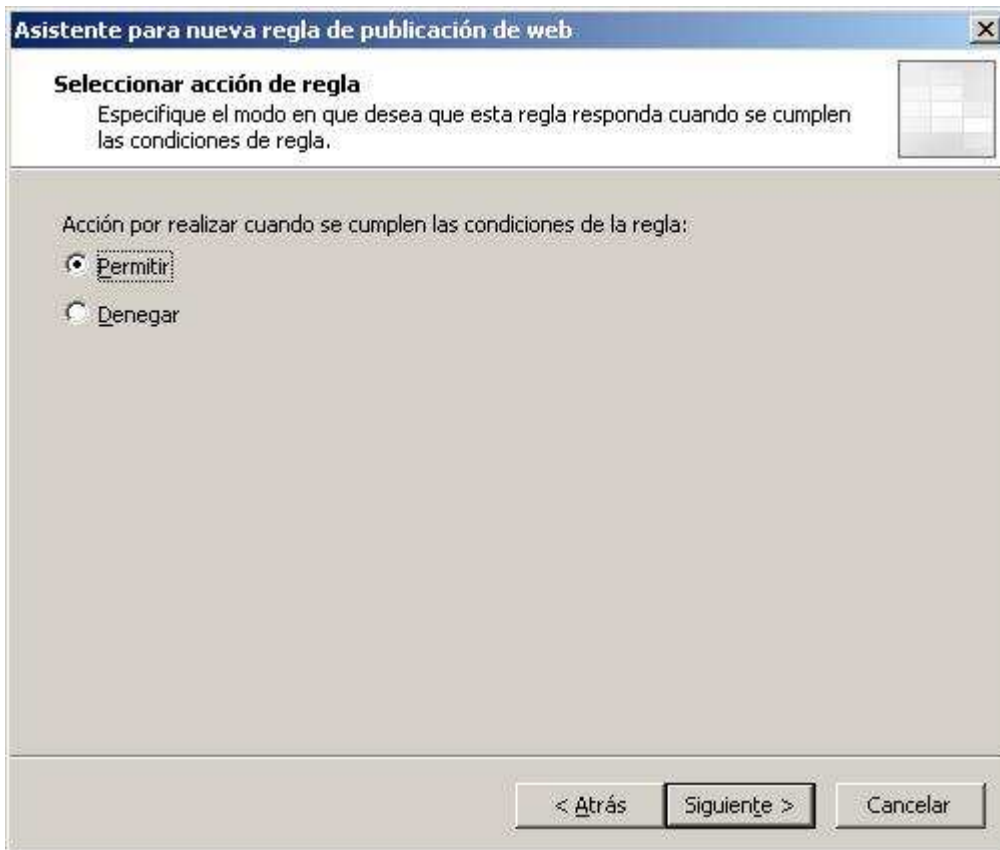 Asistente para nueva regla de publicación de web
Seleccionar acción de regla
Especifique el modo en que desea que esta regla responda cuando se cumplen
las condiciones de regla.
Acción por realizar cuando se cumplen las condiciones de la regla:
Permitir
Denegar
< Atrás
Siguiente >
Cancelar